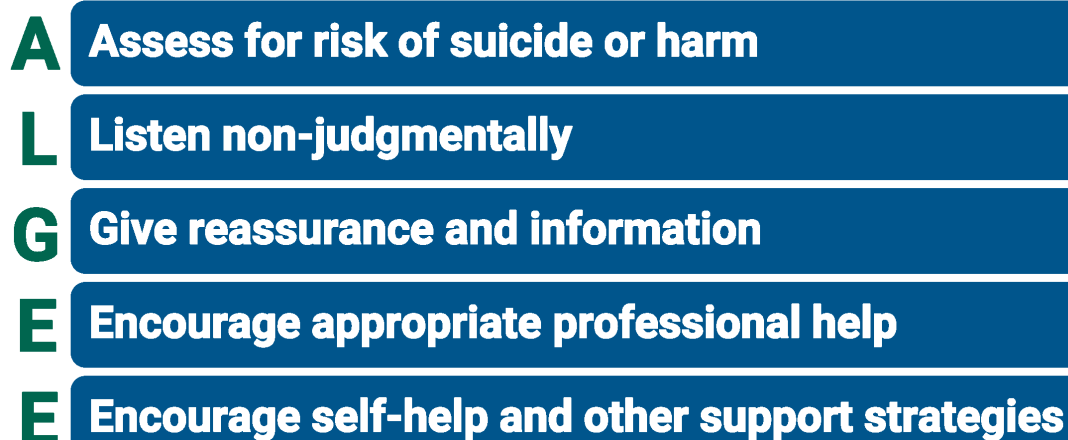 A Assess for risk of suicide or harm
L Listen non-judgmentally
G Give reassurance and information
E Encourage appropriate professional help
E Encourage self-help and other support strategies